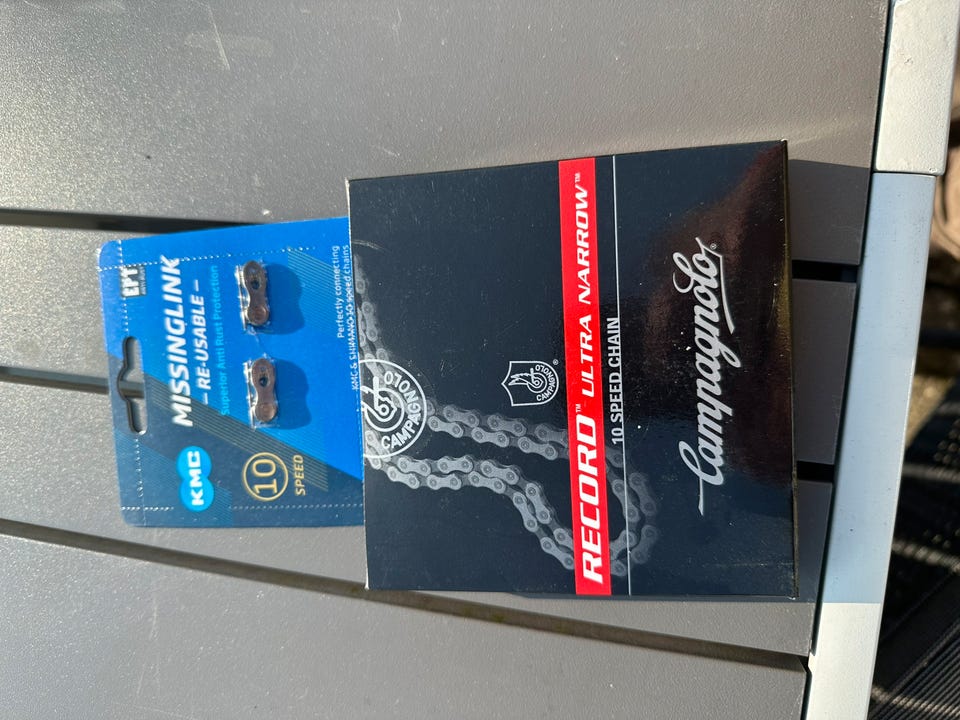 EPT
MISSINGLINK
– RE-USABLE –
Superior Anti Rust Protection
KMC
10
SPEED
Perfectly connecting
KMC & SHIMANO 10 speed chains
CAMPAGNOLO
CAMPAGNOLO
RECORD™ ULTRA NARROW™
10 SPEED CHAIN
Campagnolo®